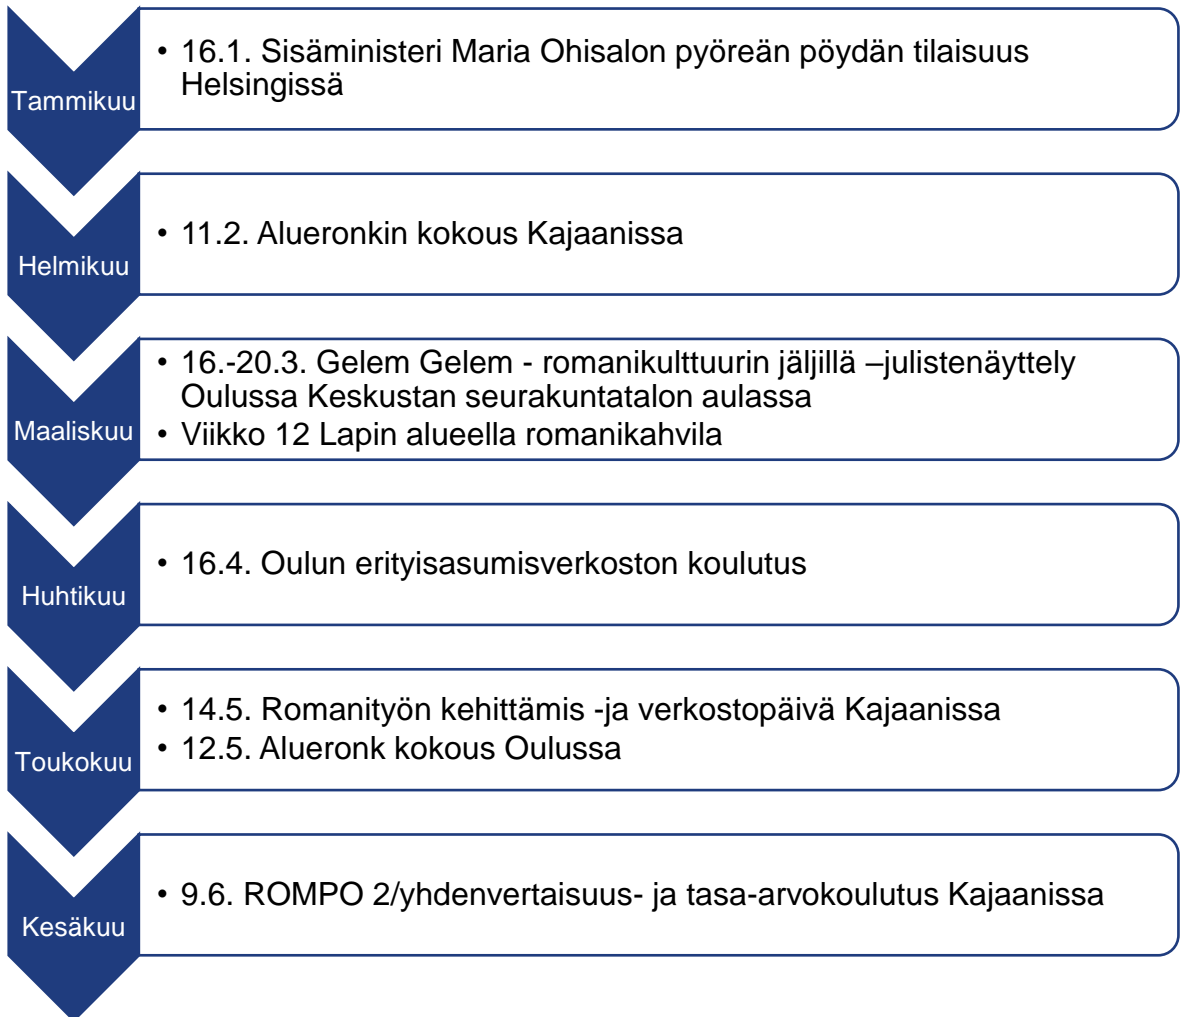 Tammikuu
• 16.1. Sisäministeri Maria Ohisalon pyöreän pöydän tilaisuus
Helsingissä
Helmikuu
• 11.2. Alueronkin kokous Kajaanissa
Maaliskuu
• 16.-20.3. Gelem Gelem - romanikulttuurin jäljillä –julistenäyttely
Oulussa Keskustan seurakuntatalon aulassa
• Viikko 12 Lapin alueella romanikahvila
Huhtikuu
• 16.4. Oulun erityisasumisverkoston koulutus
Toukokuu
• 14.5. Romanityön kehittämis -ja verkostopäivä Kajaanissa
• 12.5. Alueronk kokous Oulussa
Kesäkuu
• 9.6. ROMPO 2/yhdenvertaisuus- ja tasa-arvokoulutus Kajaanissa